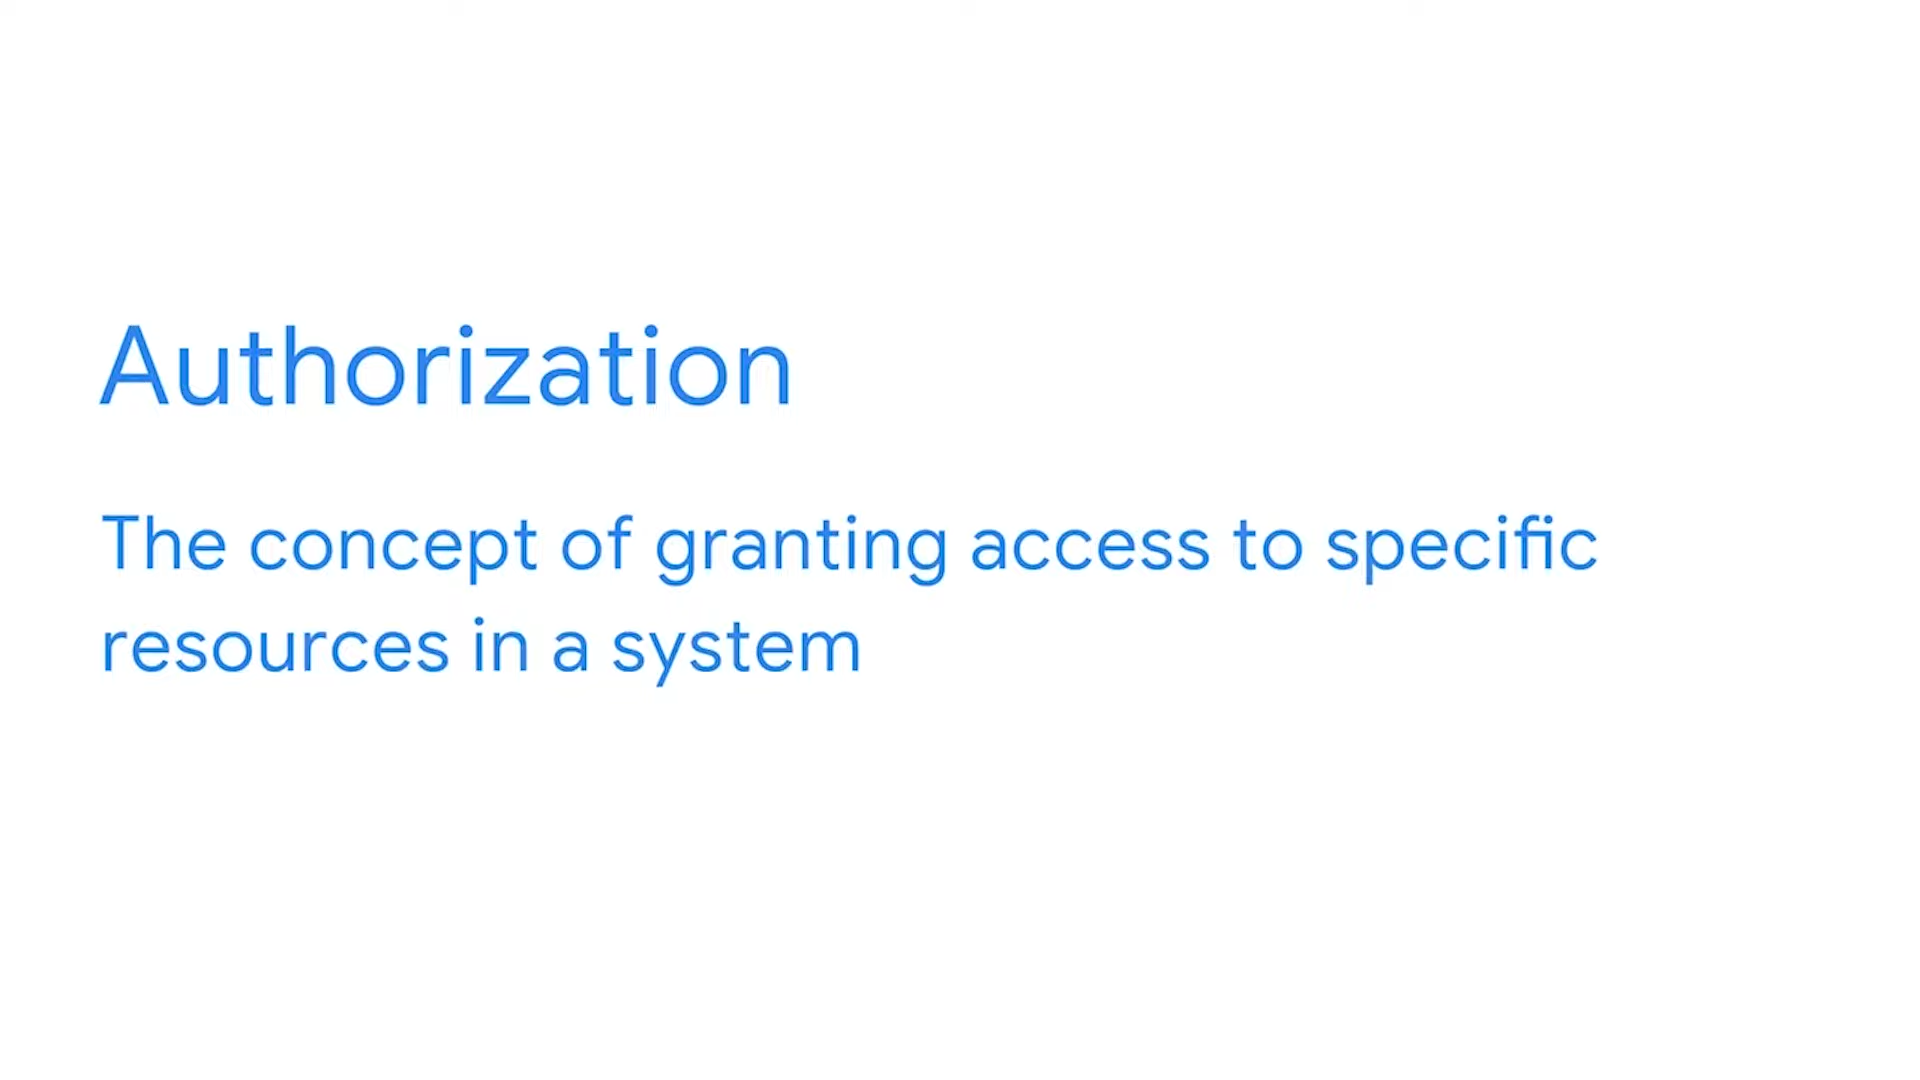 Authorization
The concept of granting access to specific
resources in a system